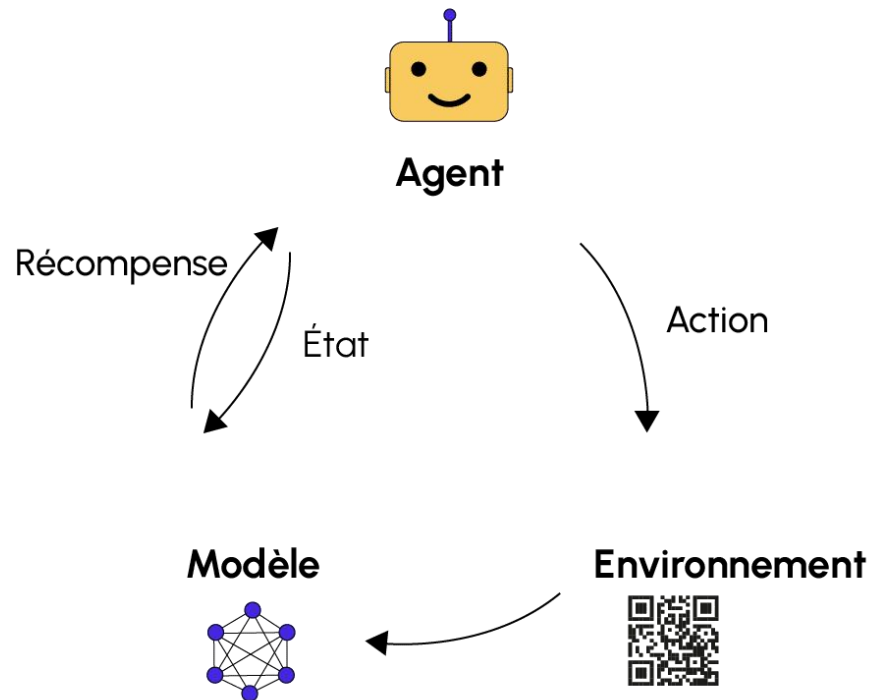 Agent
Récompense
État
Action
Modèle
Environnement